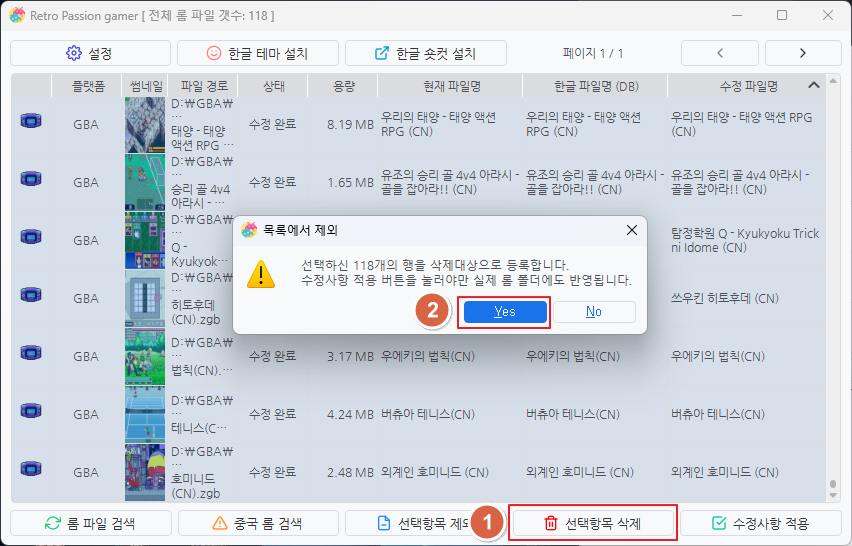 Retro Passion gamer [ 전체 롬 파일 갯수: 118 ]
설정
한글 테마 설치
한글 숏컷 설치
페이지 1 / 1
플랫폼 썸네일 파일 경로 상태 용량 현재 파일명 한글 파일명 (DB) 수정 파일명
GBA
D:\GBA\
...
태양 - 태양
액션 RPG ...
수정 완료
8.19 MB
우리의 태양 - 태양 액션
RPG (CN)
우리의 태양 - 태양 액션
RPG (CN)
우리의 태양 - 태양 액션 RPG
(CN)
GBA
D:\GBA\
...
승리 골 4v4
아라시 - ...
수정 완료
1.65 MB
유조의 승리 골 4v4 아라시 -
골을 잡아라!! (CN)
유조의 승리 골 4v4 아라시 -
골을 잡아라!! (CN)
유조의 승리 골 4v4 아라시 -
골을 잡아라!! (CN)
GBA
D:\GBA\
...
Q -
Kyukyok...
탐정학원 Q - Kyukyoku Trick
ni Idome (CN)
GBA
D:\GBA\
...
히토후데
(CN).zgb
쓰우킨 히토후데 (CN)
GBA
D:\GBA\
...
법칙(CN)....
수정 완료
3.17 MB
우에키의 법칙(CN)
우에키의 법칙(CN)
우에키의 법칙(CN)
GBA
D:\GBA\
...
테니스(C...
수정 완료
4.24 MB
버츄아 테니스(CN)
버츄아 테니스(CN)
버츄아 테니스(CN)
GBA
D:\GBA\
...
호미니드
(CN).zgb
수정 완료
2.48 MB
외계인 호미니드 (CN)
외계인 호미니드 (CN)
외계인 호미니드 (CN)
목록에서 제외
선택하신 118개의 행을 삭제대상으로 등록합니다.
수정사항 적용 버튼을 눌러야만 실제 롬 폴더에도 반영됩니다.
2
Yes
No
롬 파일 검색
중국 롬 검색
선택항목 제외
1
선택항목 삭제
수정사항 적용